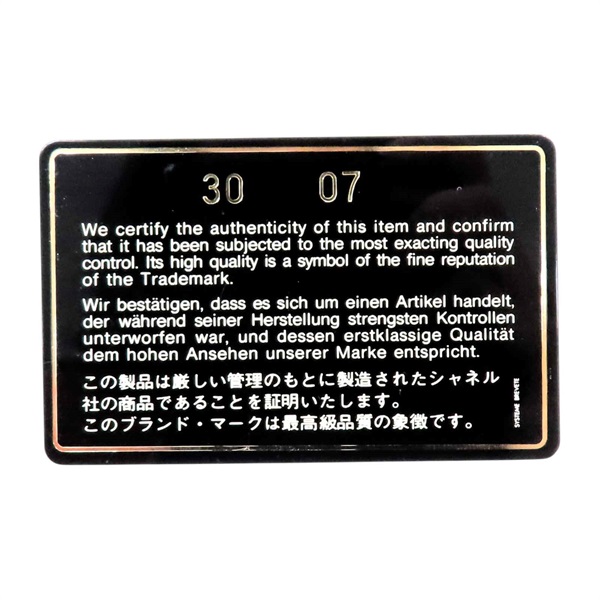 30 07
We certify the authenticity of this item and confirm
that it has been subjected to the most exacting quality
control. Its high quality is a symbol of the fine reputation
of the Trademark.
Wir bestätigen, dass es sich um einen Artikel handelt,
der während seiner Herstellung strengsten Kontrollen
unterworfen war, und dessen erstklassige Qualität
dem hohen Ansehen unserer Marke entspricht.
この製品は厳しい管理のもとに製造されたシャネル
社の商品であることを証明いたします。
このブランド・マークは最高級品質の象徴です。
SYSTEME BREVETE